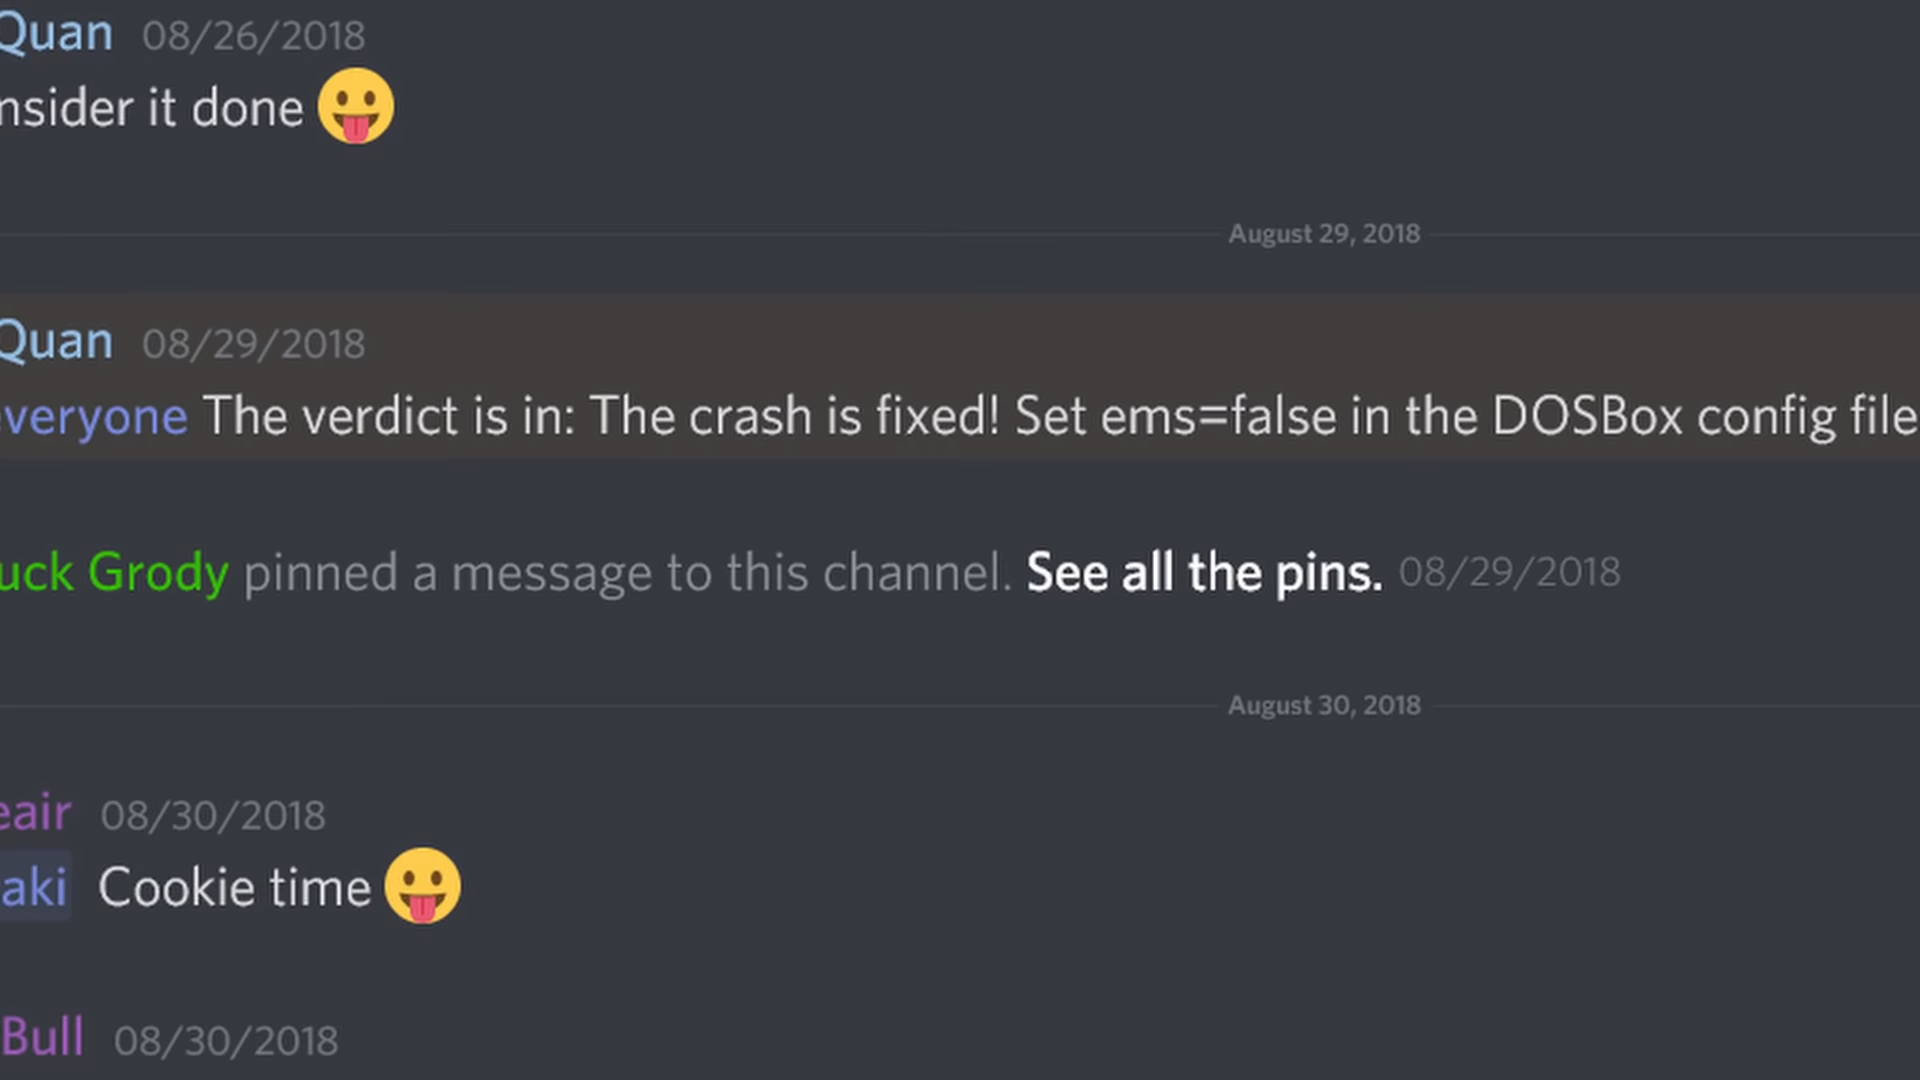 Quan 08/26/2018
nsider it done
August 29, 2018
Quan 08/29/2018
everyone The verdict is in: The crash is fixed! Set ems=false in the DOSBox config file
uck Grody pinned a message to this channel. See all the pins. 08/29/2018
August 30, 2018
eair 08/30/2018
aki Cookie time
Bull 08/30/2018